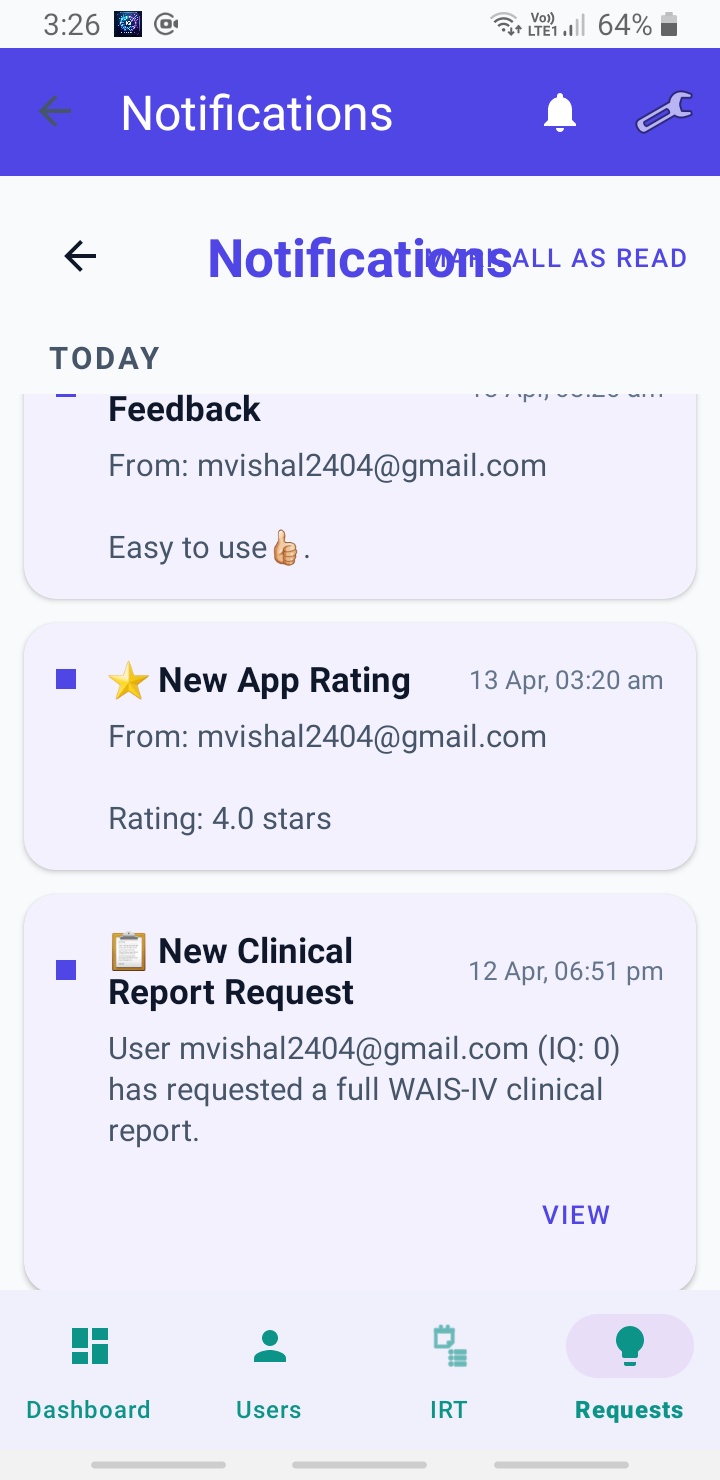 3:26
Vo))
LTE1
64%
Notifications
Notifications
MARK ALL AS READ
TODAY
Feedback
From: mvishal2404@gmail.com
Easy to use👍🏻.
⭐ New App Rating
13 Apr, 03:20 am
From: mvishal2404@gmail.com
Rating: 4.0 stars
📋 New Clinical
Report Request
12 Apr, 06:51 pm
User mvishal2404@gmail.com (IQ: 0)
has requested a full WAIS-IV clinical
report.
VIEW
Dashboard
Users
IRT
Requests